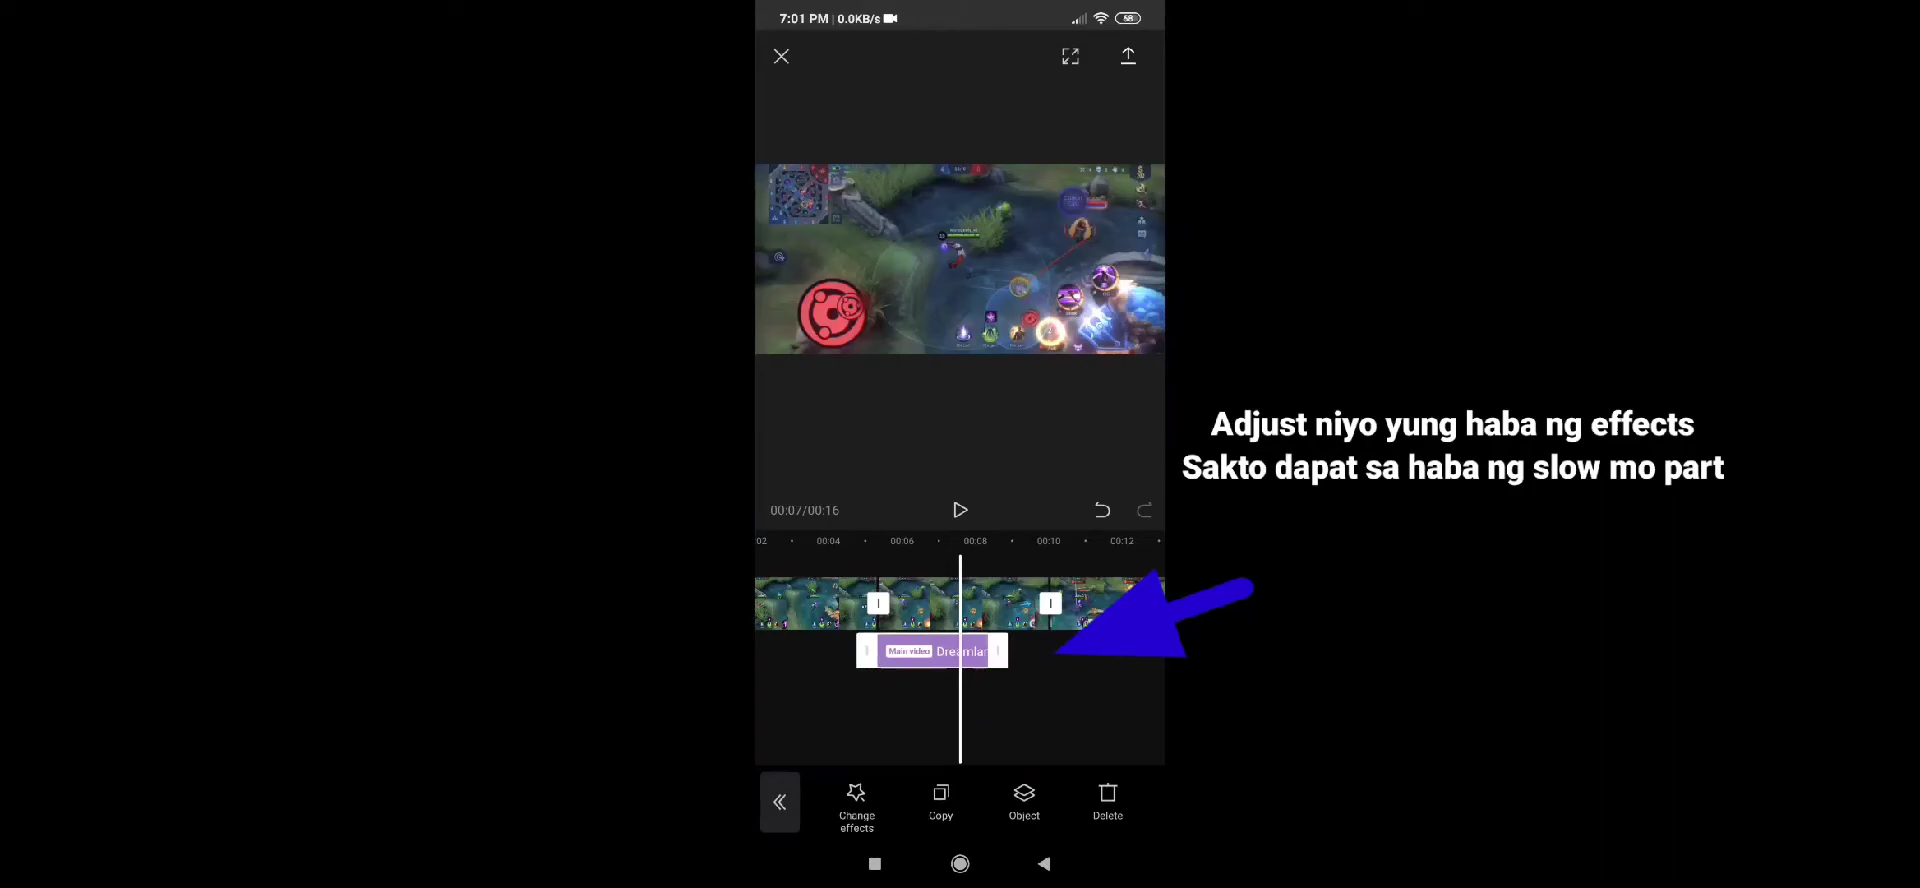 7:01 PM | 0.0KB/s
58
Adjust niyo yung haba ng effects
Sakto dapat sa haba ng slow mo part
00:07/00:16
02 00:04 00:06 00:08 00:10 00:12
Main video Dreamlan
Change effects
Copy
Object
Delete